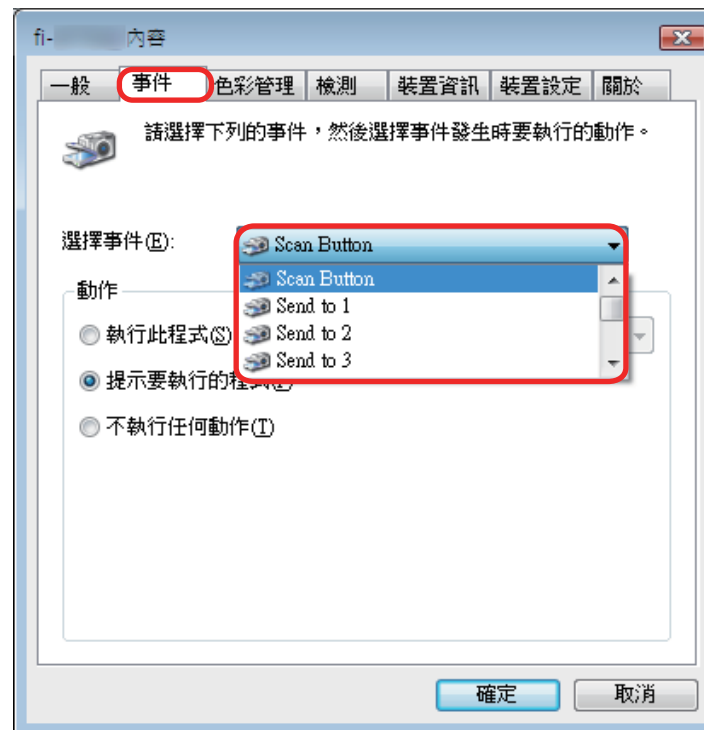 fi- 內容
一般 事件 色彩管理 檢測 裝置資訊 裝置設定 關於
請選擇下列的事件，然後選擇事件發生時要執行的動作。
選擇事件(E): Scan Button
Scan Button
Send to 1
Send to 2
Send to 3
動作
執行此程式(S)
提示要執行的程式(P)
不執行任何動作(T)
確定 取消